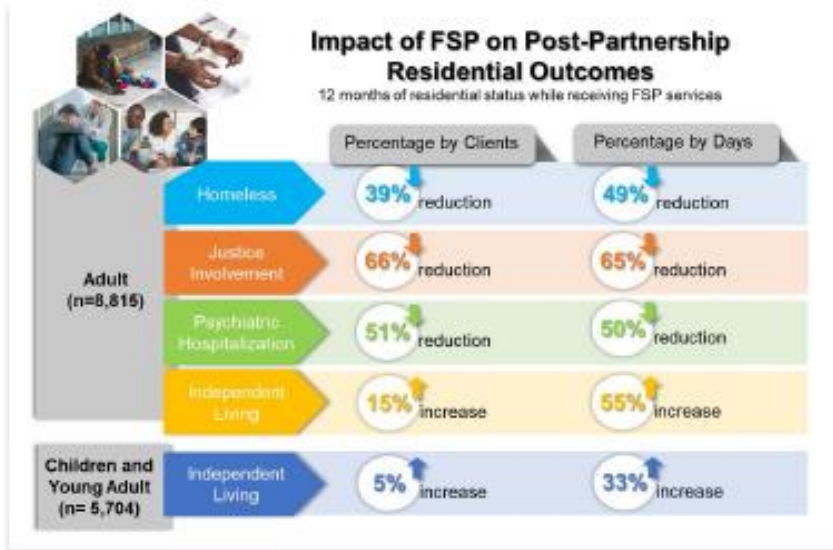 Impact of FSP on Post-Partnership
Residential Outcomes
12 months of residential status while receiving FSP services
Percentage by Clients
Percentage by Days
Adult
(n=8,815)
Homeless
39% reduction
49% reduction
Justice
Involvement
66% reduction
65% reduction
Psychiatric
Hospitalization
51% reduction
50% reduction
Independent
Living
15% increase
55% increase
Children and
Young Adult
(n= 5,704)
Independent
Living
5% increase
33% increase